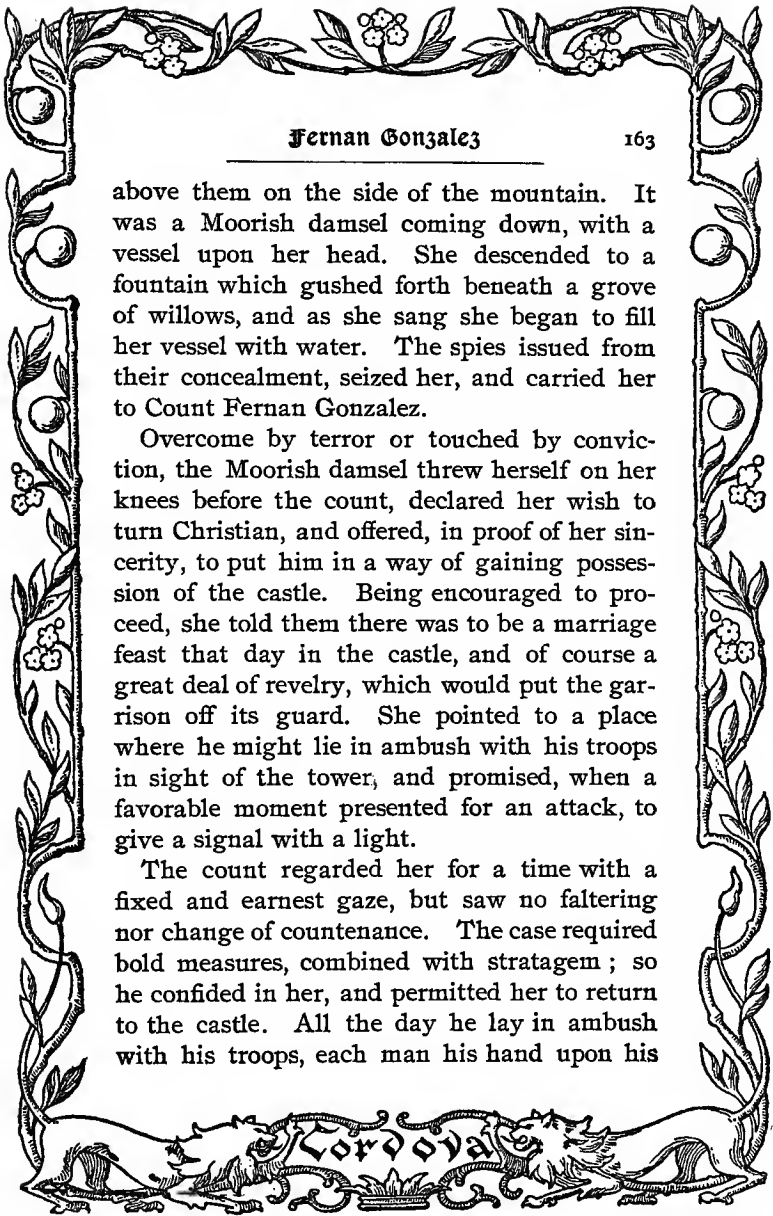 Fernan Gonzalez 163
above them on the side of the mountain. It
was a Moorish damsel coming down, with a
vessel upon her head. She descended to a
fountain which gushed forth beneath a grove
of willows, and as she sang she began to fill
her vessel with water. The spies issued from
their concealment, seized her, and carried her
to Count Fernan Gonzalez.
Overcome by terror or touched by convic-
tion, the Moorish damsel threw herself on her
knees before the count, declared her wish to
turn Christian, and offered, in proof of her sin-
cerity, to put him in a way of gaining posses-
sion of the castle. Being encouraged to pro-
ceed, she told them there was to be a marriage
feast that day in the castle, and of course a
great deal of revelry, which would put the gar-
rison off its guard. She pointed to a place
where he might lie in ambush with his troops
in sight of the tower, and promised, when a
favorable moment presented for an attack, to
give a signal with a light.
The count regarded her for a time with a
fixed and earnest gaze, but saw no faltering
nor change of countenance. The case required
bold measures, combined with stratagem ; so
he confided in her, and permitted her to return
to the castle. All the day he lay in ambush
with his troops, each man his hand upon his
Cordova